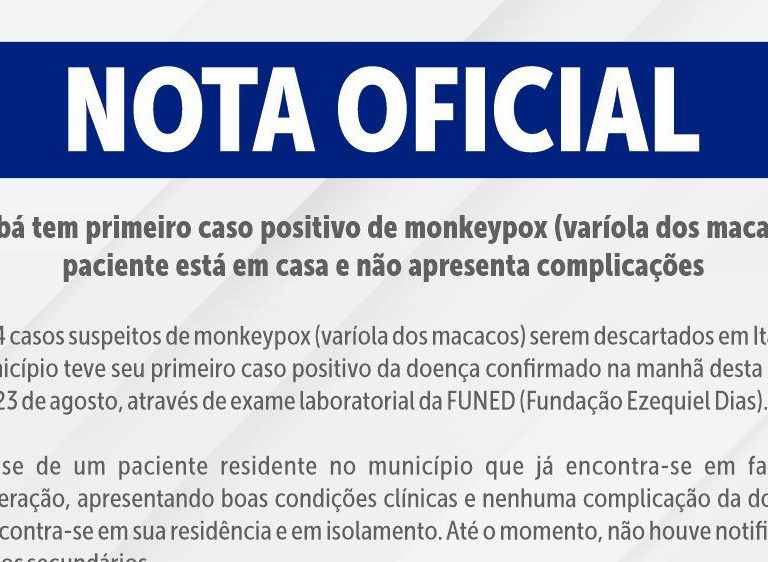 NOTA OFICIAL
bá tem primeiro caso positivo de monkeypox (varíola dos maca
paciente está em casa e não apresenta complicações
4 casos suspeitos de monkeypox (varíola dos macacos) serem descartados em Ita
nicípio teve seu primeiro caso positivo da doença confirmado na manhã desta
23 de agosto, através de exame laboratorial da FUNED (Fundação Ezequiel Dias).
se de um paciente residente no município que já encontra-se em fa
eração, apresentando boas condições clínicas e nenhuma complicação da do
contra-se em sua residência e em isolamento. Até o momento, não houve notifi
os secundários